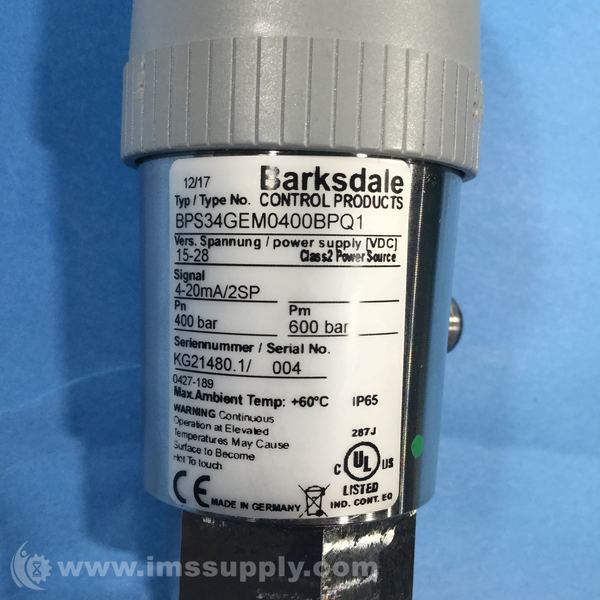 12/17
Barksdale
Typ / Type No. CONTROL PRODUCTS
BPS34GEM0400BPQ1
Vers. Spannung / power supply [VDC]
15-28 Class2 Power Source
Signal
4-20mA/2SP
Pn Pm
400 bar 600 bar
Seriennummer / Serial No.
KG21480.1/ 004
0427-189
Max.Ambient Temp: +60°C IP65
WARNING Continuous
Operation at Elevated
Temperatures May Cause
Surface to Become
Hot To touch
287J
C UL US
LISTED
IND. CONT. EQ
CE MADE IN GERMANY
© www.imssupply.com